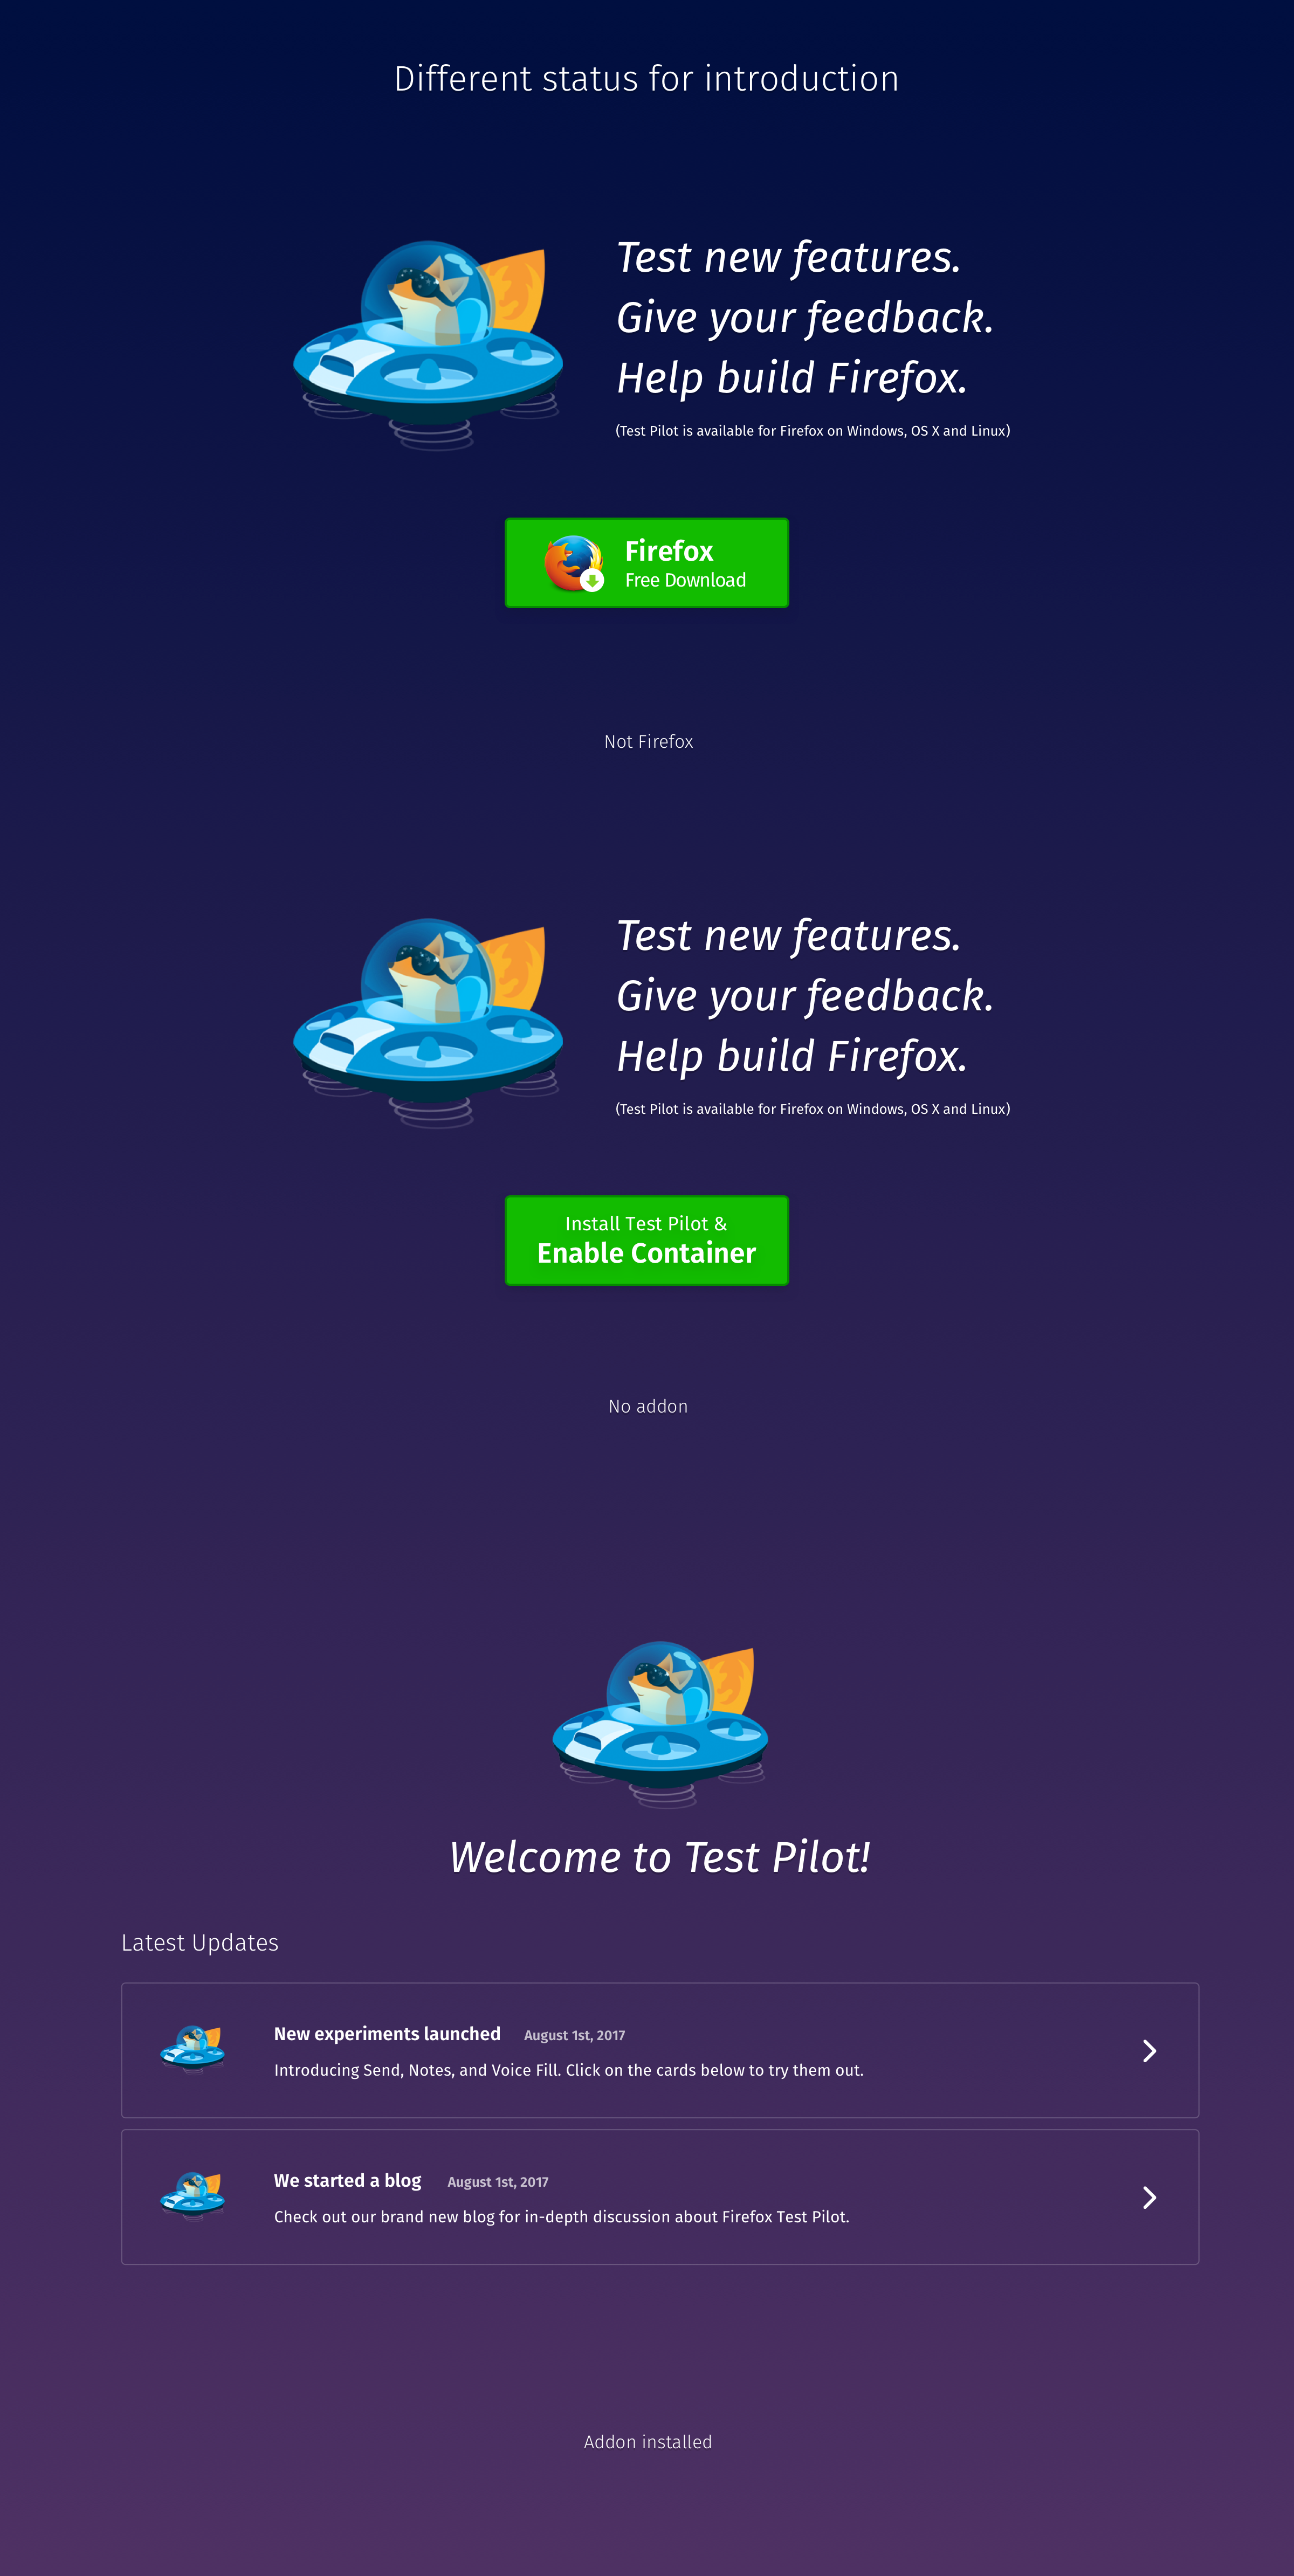 Different status for introduction
Test new features.
Give your feedback.
Help build Firefox.
(Test Pilot is available for Firefox on Windows, OS X and Linux)
Firefox
Free Download
Not Firefox
Test new features.
Give your feedback.
Help build Firefox.
(Test Pilot is available for Firefox on Windows, OS X and Linux)
Install Test Pilot &
Enable Container
No addon
Welcome to Test Pilot!
Latest Updates
New experiments launched August 1st, 2017
Introducing Send, Notes, and Voice Fill. Click on the cards below to try them out.
We started a blog August 1st, 2017
Check out our brand new blog for in-depth discussion about Firefox Test Pilot.
Addon installed